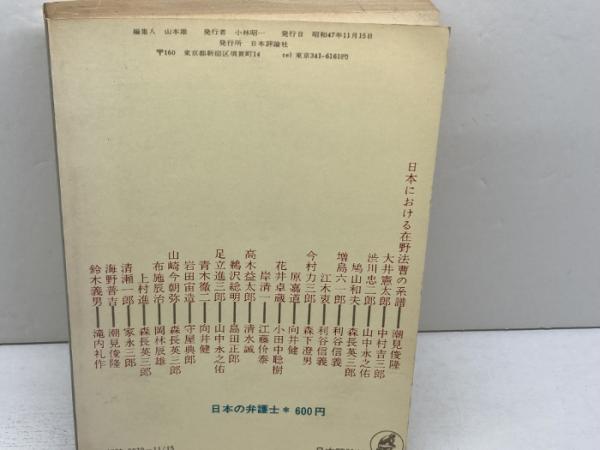 編集人 山本雄 発行者 小林昭一 発行日 昭和47年11月15日
発行所 日本評論社
〒160 東京都新宿区須賀町14 tel 東京341-6161代
日本における在野法曹の系譜――潮見俊隆
大井憲太郎――中村吉三郎
渋川忠二郎――山中永之佑
鳩山和夫――森長英三郎
増島六一郎――利谷信義
江木衷――利谷信義
今村力三郎――森下澄男
原嘉道――向井健
花井卓蔵――小田中聰樹
岸清一――江藤价泰
高木益太郎――清水誠
鵜沢総明――島田正郎
足立進三郎――山中永之佑
青木徹二――向井健
岩田宙造――守屋典郎
山崎今朝弥――森長英三郎
布施辰治――岡林辰雄
上村進――森長英三郎
清瀬一郎――家永三郎
海野普吉――潮見俊隆
鈴木義男――滝内礼作
日本の弁護士＊600円